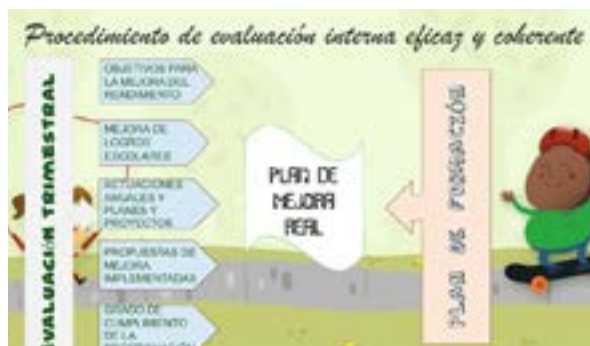 Procedimiento de evaluación interna eficaz y coherente
EVALUACIÓN TRIMESTRAL
OBJETIVOS PARA
LA MEJORA DEL
RENDIMIENTO
MEJORA DE
LOGROS
ESCOLARES
ACTUACIONES
ANUALES Y
PLANES Y
PROYECTOS
PROPUESTAS DE
MEJORA
IMPLEMENTADAS
GRADO DE
CUMPLIMIENTO
DE LA
PLAN DE
MEJORA
REAL
PLAN DE FORMACIÓN